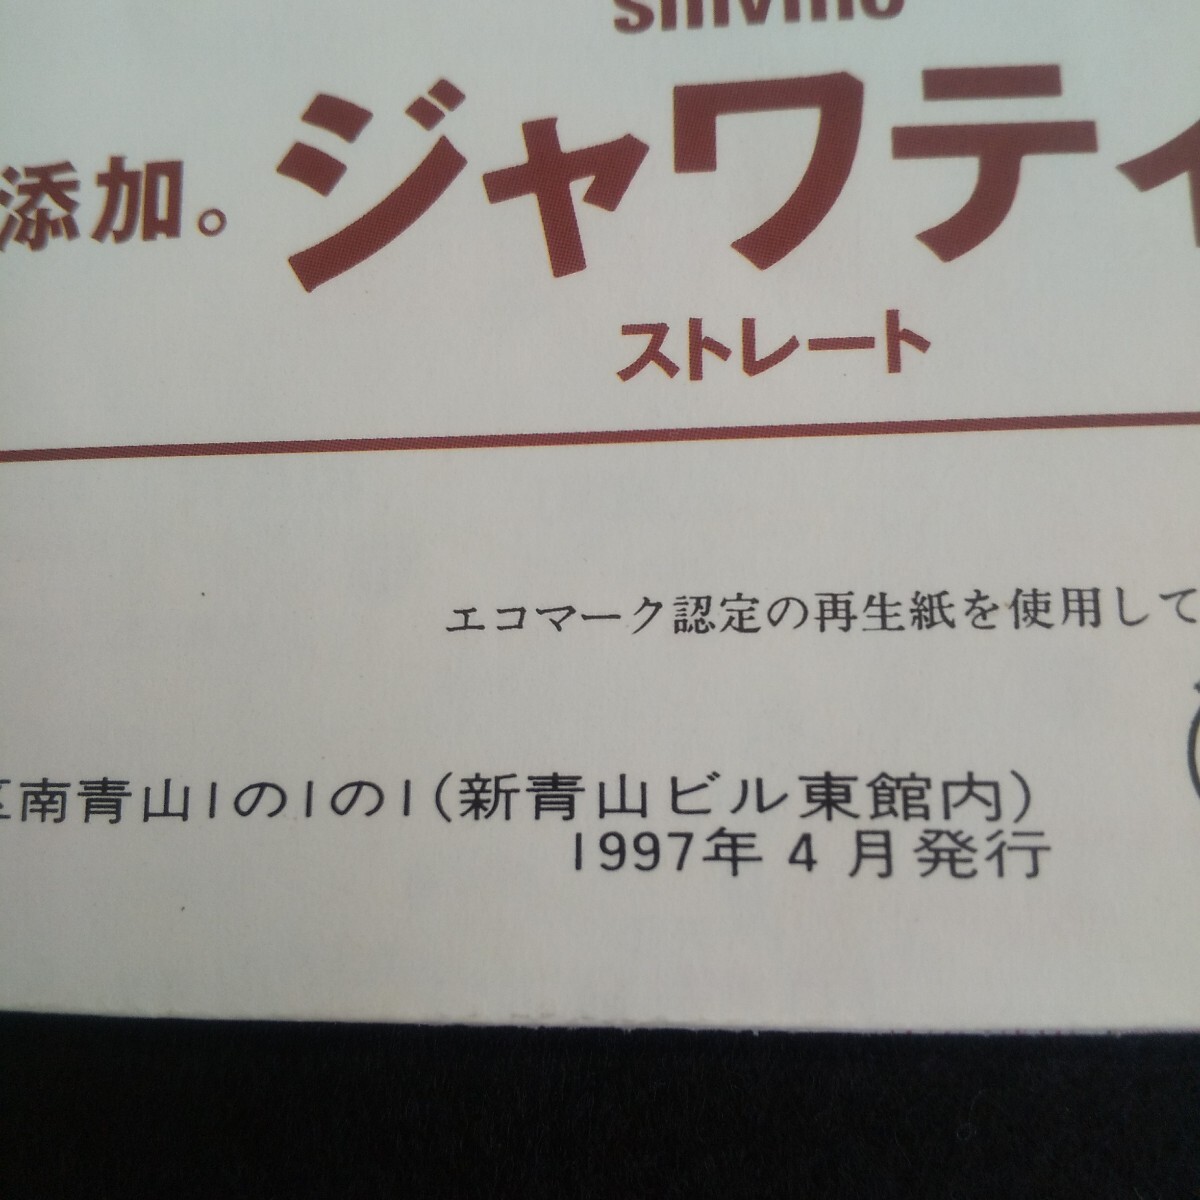 sinvino
添加。ジャワティ
ストレート
エコマーク認定の再生紙を使用して
区南青山1の1の1(新青山ビル東館内)
1997年4月発行